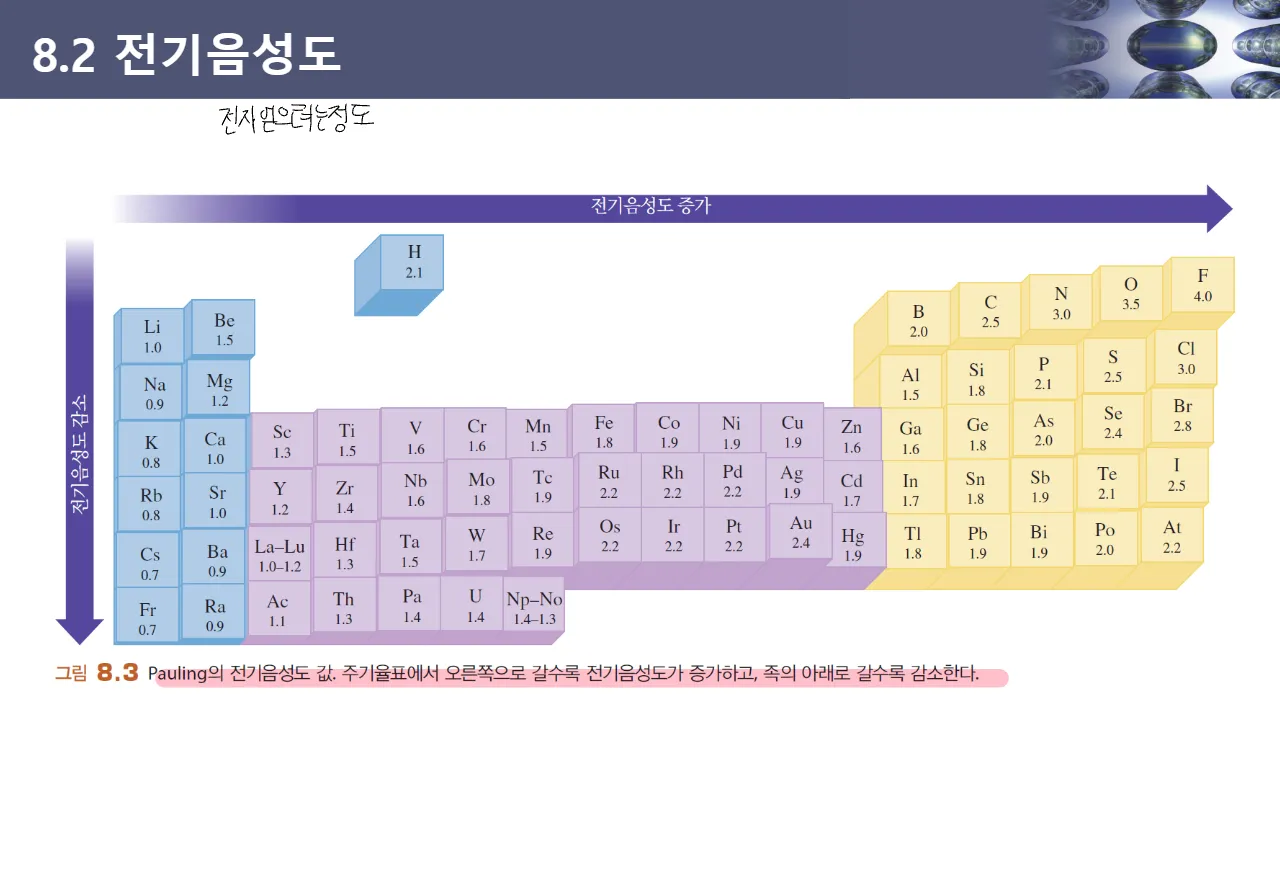 8.2 전기음성도
전자 얻으려는정도
전기음성도 증가
전기음성도 감소
H
2.1
Li
1.0
Be
1.5
B
2.0
C
2.5
N
3.0
O
3.5
F
4.0
Na
0.9
Mg
1.2
Al
1.5
Si
1.8
P
2.1
S
2.5
Cl
3.0
K
0.8
Ca
1.0
Sc
1.3
Ti
1.5
V
1.6
Cr
1.6
Mn
1.5
Fe
1.8
Co
1.9
Ni
1.9
Cu
1.9
Zn
1.6
Ga
1.6
Ge
1.8
As
2.0
Se
2.4
Br
2.8
Rb
0.8
Sr
1.0
Y
1.2
Zr
1.4
Nb
1.6
Mo
1.8
Tc
1.9
Ru
2.2
Rh
2.2
Pd
2.2
Ag
1.9
Cd
1.7
In
1.7
Sn
1.8
Sb
1.9
Te
2.1
I
2.5
Cs
0.7
Ba
0.9
La–Lu
1.0–1.2
Hf
1.3
Ta
1.5
W
1.7
Re
1.9
Os
2.2
Ir
2.2
Pt
2.2
Au
2.4
Hg
1.9
Tl
1.8
Pb
1.9
Bi
1.9
Po
2.0
At
2.2
Fr
0.7
Ra
0.9
Ac
1.1
Th
1.3
Pa
1.4
U
1.4
Np–No
1.4–1.3
그림 8.3 Pauling의 전기음성도 값. 주기율표에서 오른쪽으로 갈수록 전기음성도가 증가하고, 족의 아래로 갈수록 감소한다.